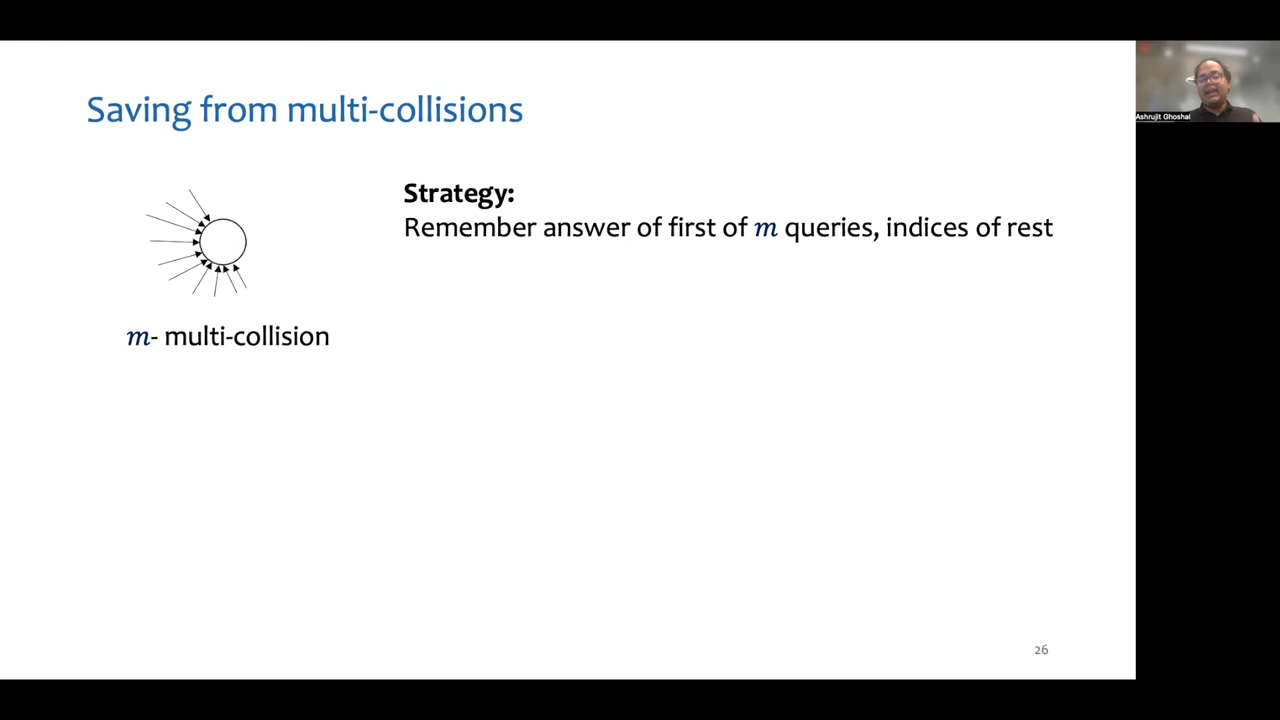 Saving from multi-collisions
Ashrujit Ghoshal
Strategy:
Remember answer of first of m queries, indices of rest
m- multi-collision
26